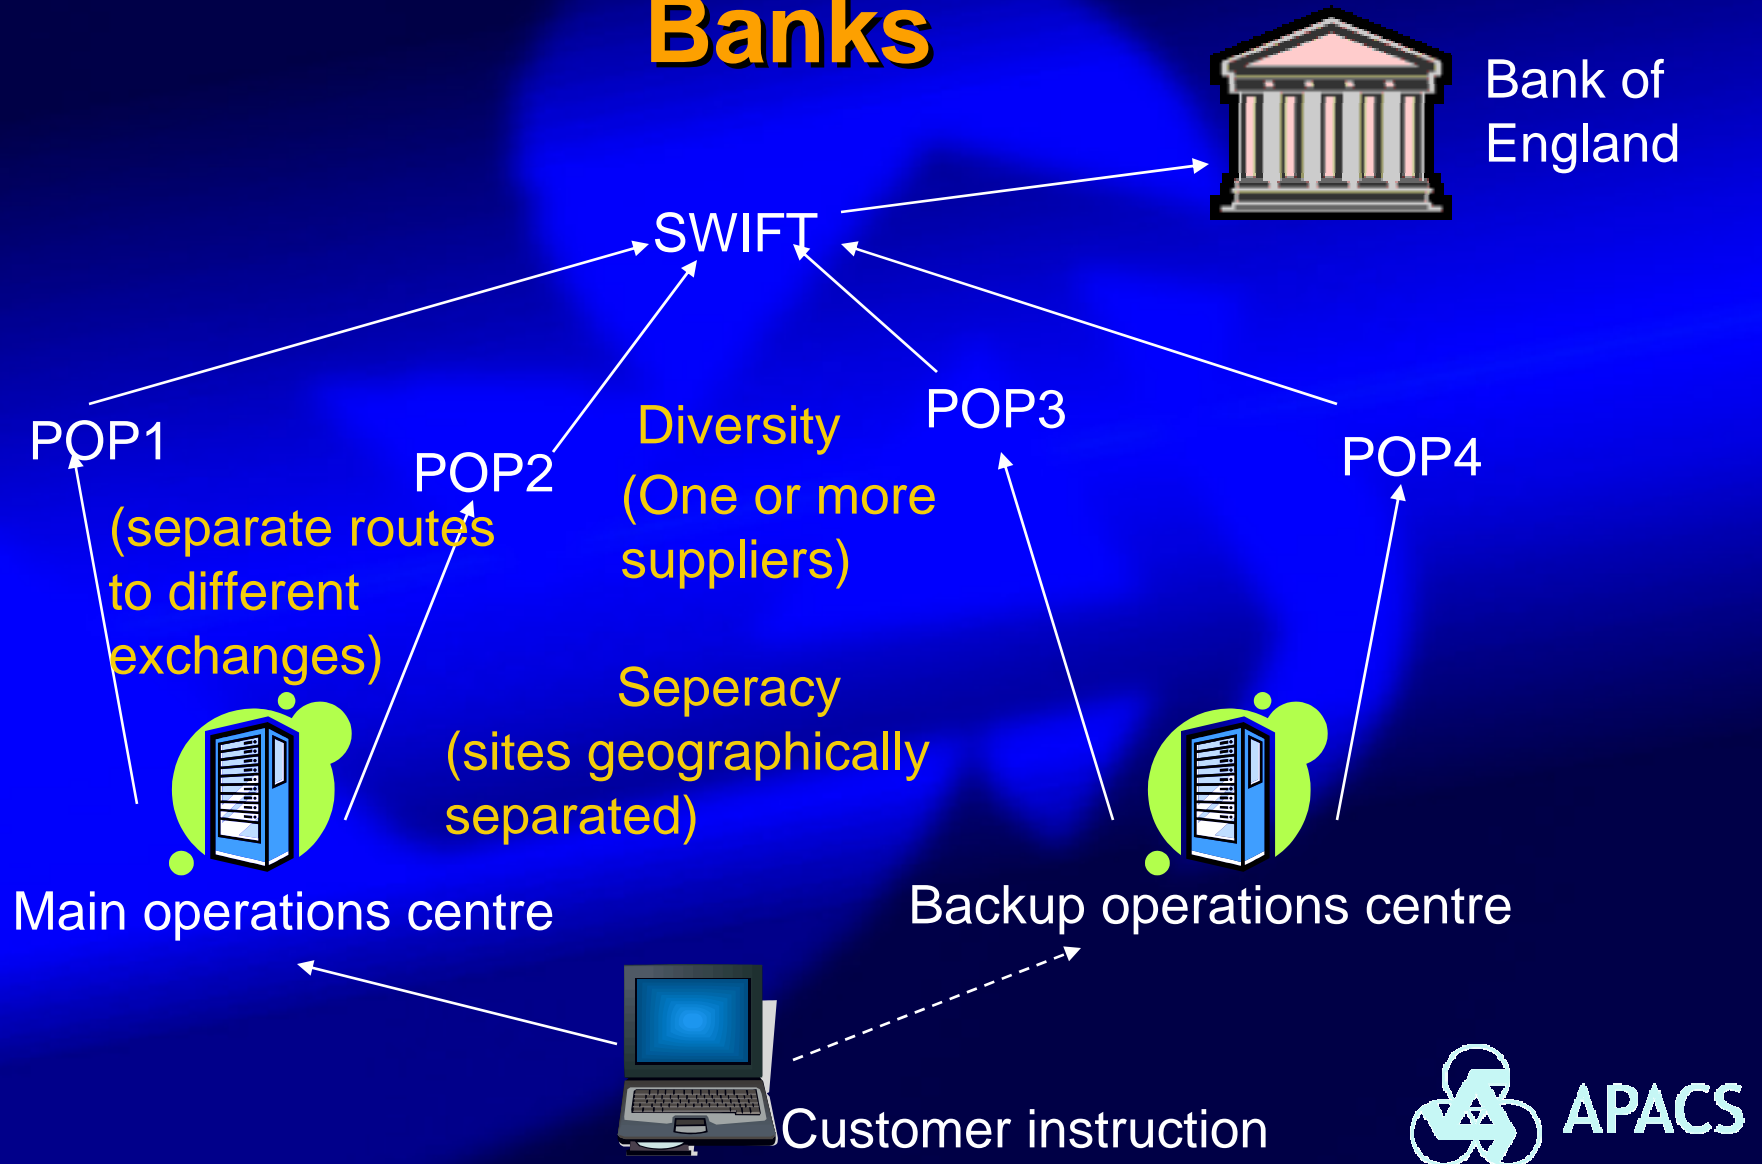 Banks
Bank of
England
SWIFT
POP1
POP2
POP3
POP4
Diversity
(One or more
suppliers)
(separate routes
to different
exchanges)
Seperacy
(sites geographically
separated)
Main operations centre
Backup operations centre
Customer instruction
APACS